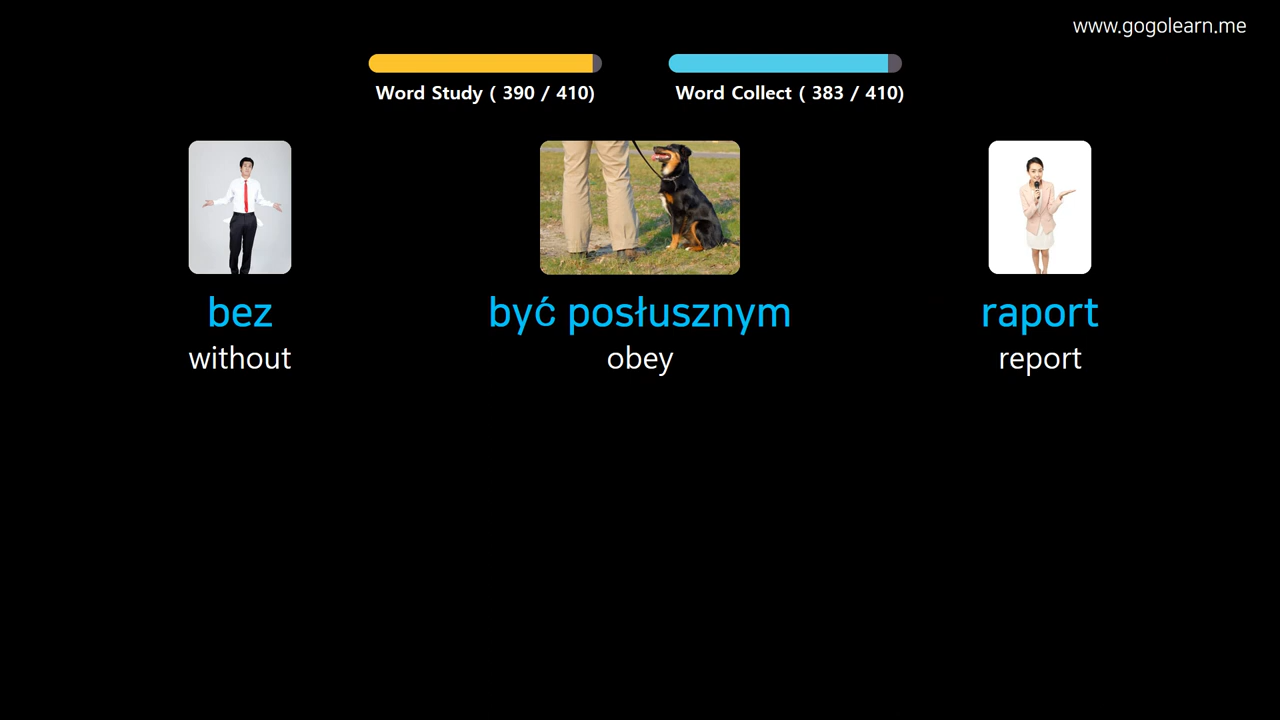 www.gogolearn.me
Word Study ( 390 / 410)
Word Collect ( 383 / 410)
bez
without
być posłusznym
obey
raport
report